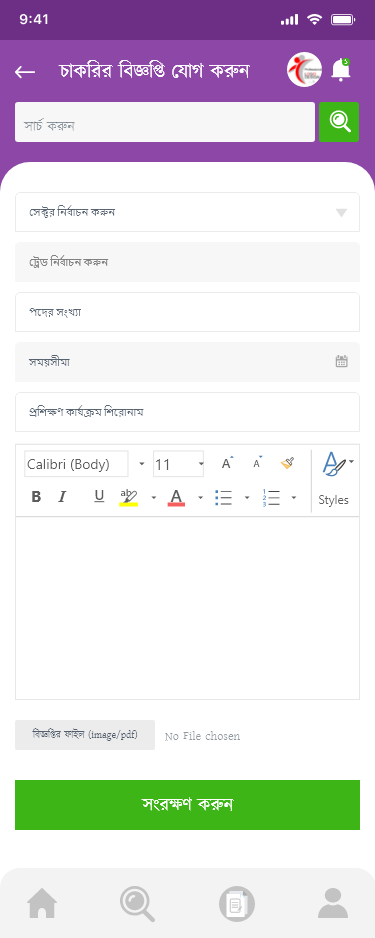 9:41
চাকরির বিজ্ঞপ্তি যোগ করুন
সার্চ করুন
সেক্টর নির্বাচন করুন
ট্রেড নির্বাচন করুন
পদের সংখ্যা
সময়সীমা
প্রশিক্ষণ কার্যক্রম শিরোনাম
Calibri (Body) 11 A A
B I U ab A Styles
বিজ্ঞপ্তির ফাইল (image/pdf) No File chosen
সংরক্ষণ করুন